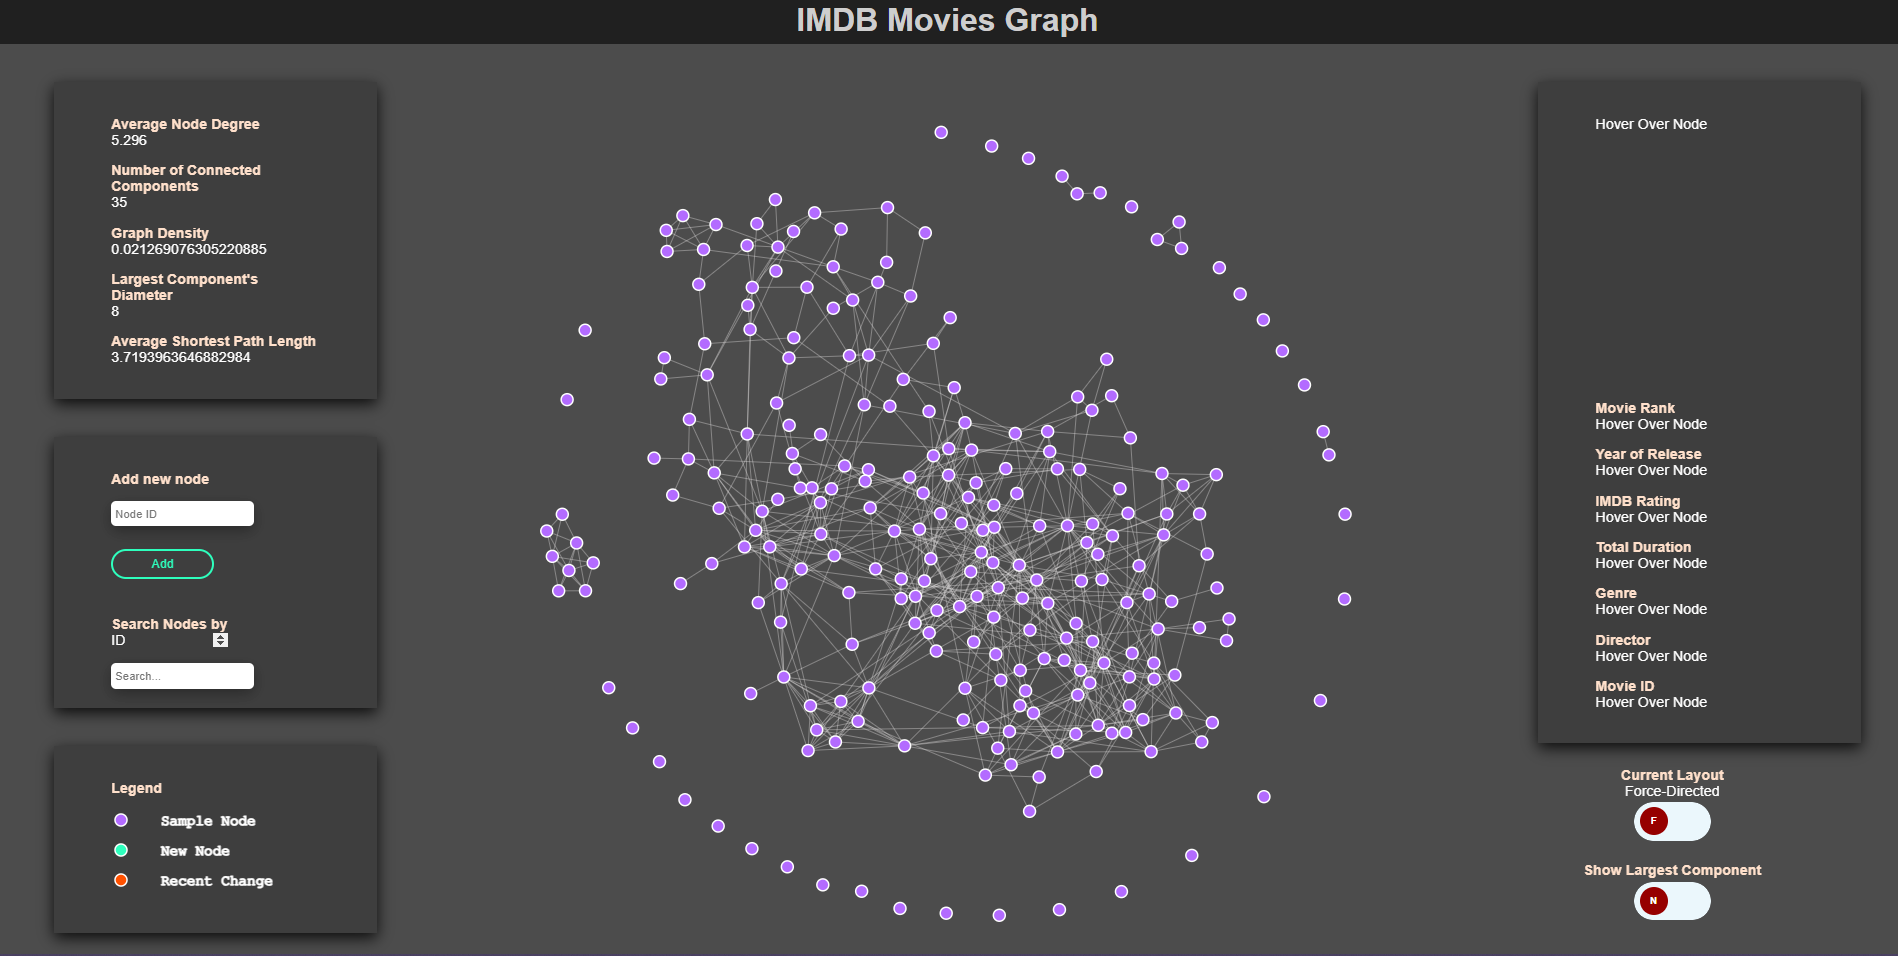 IMDB Movies Graph
Average Node Degree
5.296
Number of Connected
Components
35
Graph Density
0.021269076305220885
Largest Component's
Diameter
8
Average Shortest Path Length
3.7193963646882984
Add new node
Node ID
Add
Search Nodes by
ID
Search...
Legend
Sample Node
New Node
Recent Change
Hover Over Node
Movie Rank
Hover Over Node
Year of Release
Hover Over Node
IMDB Rating
Hover Over Node
Total Duration
Hover Over Node
Genre
Hover Over Node
Director
Hover Over Node
Movie ID
Hover Over Node
Current Layout
Force-Directed
F
Show Largest Component
N